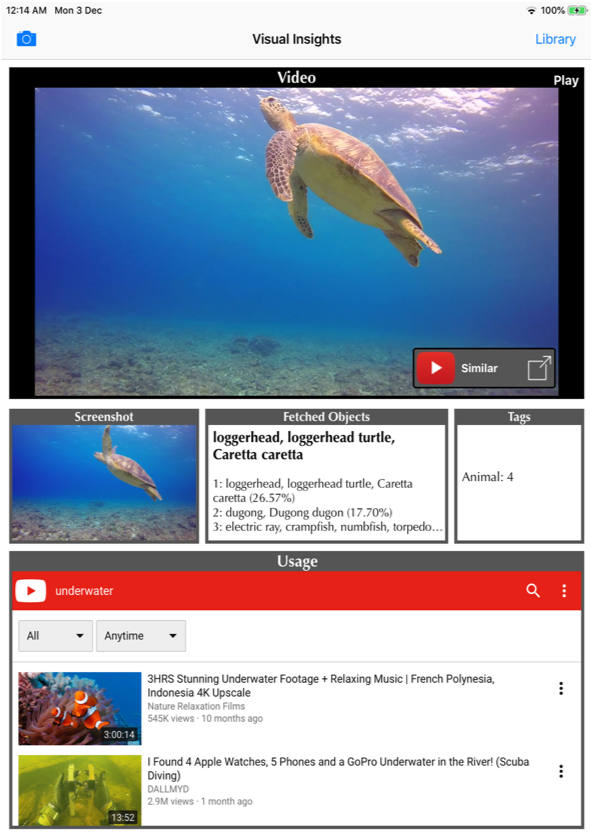 12:14 AM Mon 3 Dec
100%
Visual Insights
Library
Video
Play
Similar
Screenshot
Fetched Objects
Tags
loggerhead, loggerhead turtle,
Caretta caretta
1: loggerhead, loggerhead turtle, Caretta
caretta (26.57%)
2: dugong, Dugong dugon (17.70%)
3: electric ray, crampfish, numbfish, torpedo...
Animal: 4
Usage
underwater
All
Anytime
3HRS Stunning Underwater Footage + Relaxing Music | French Polynesia,
Indonesia 4K Upscale
Nature Relaxation Films
545K views · 10 months ago
3:00:14
I Found 4 Apple Watches, 5 Phones and a GoPro Underwater in the River! (Scuba
Diving)
DALLMYD
2.9M views · 1 month ago
13:52